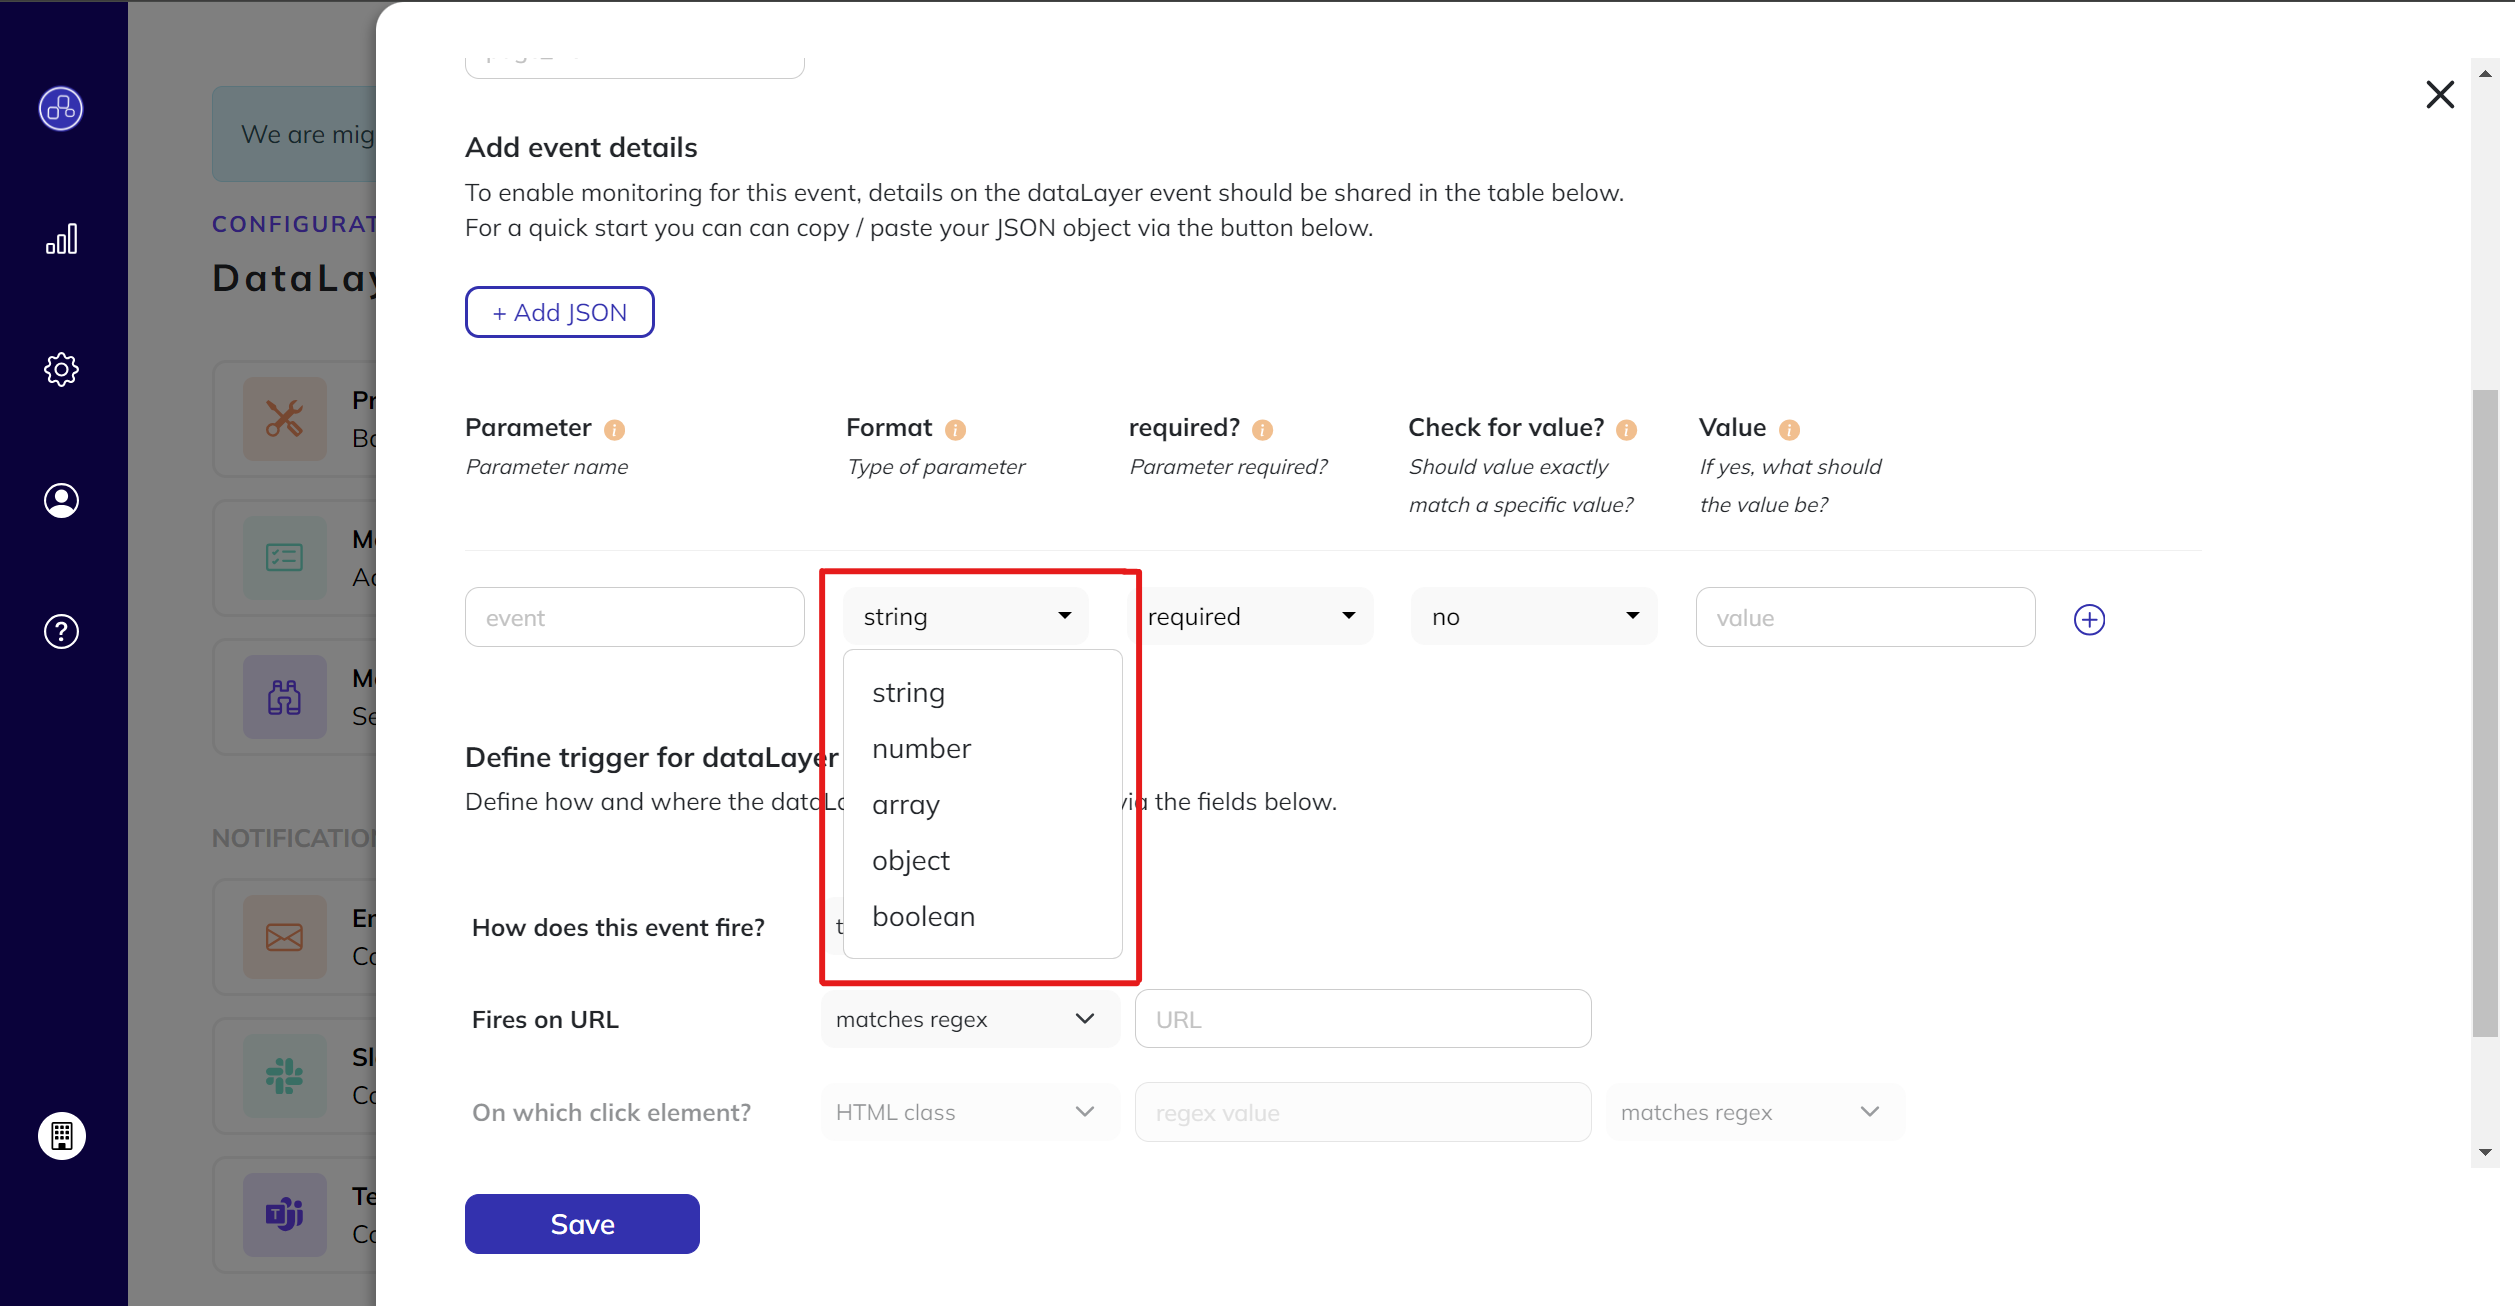 We are mig
CONFIGURAT
DataLay
Add event details
To enable monitoring for this event, details on the dataLayer event should be shared in the table below.
For a quick start you can can copy / paste your JSON object via the button below.
+ Add JSON
Parameter
Parameter name
Format
Type of parameter
required?
Parameter required?
Check for value?
Should value exactly
match a specific value?
Value
If yes, what should
the value be?
event
string
required
no
value
string
number
array
object
boolean
Define trigger for dataLayer
Define how and where the dataLa via the fields below.
How does this event fire?
t
Fires on URL
matches regex
URL
On which click element?
HTML class
regex value
matches regex
Save
Pr
Ba
Ac
Se
NOTIFICATION
Co
Sl
Co
Te
Co